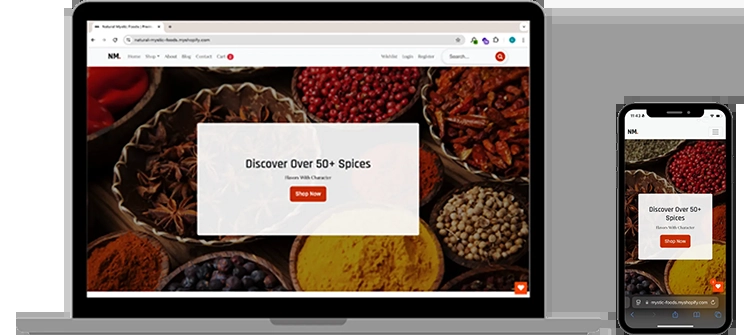 NM. Natural Mystic Foods | Premi
natural-mystic-foods.myshopify.com
NM. Home Shop About Blog Contact Cart Wishlist Login Register Search...
Discover Over 50+ Spices
Flavors With Character
Shop Now
11:43
NM.
Discover Over 50+
Spices
Flavors With Character
Shop Now
mystic-foods.myshopify.com